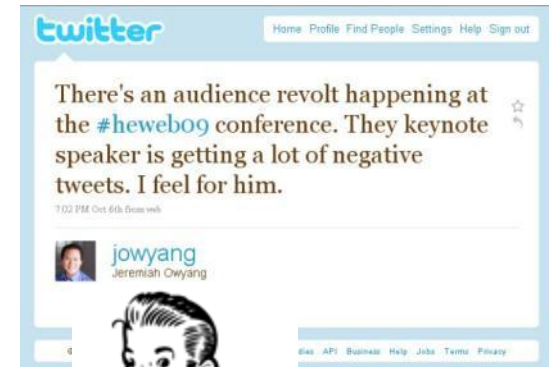 twitter
Home Profile Find People Settings Help Sign out
There's an audience revolt happening at
the #heweb09 conference. They keynote
speaker is getting a lot of negative
tweets. I feel for him.
7:02 PM Oct 6th from web
jowyang
Jeremiah Owyang
API Business Help Jobs Terms Privacy